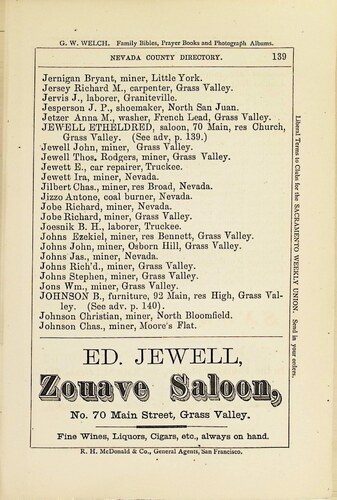 G. W. WELCH. Family Bibles, Prayer Books and Photograph Albums.
NEVADA COUNTY DIRECTORY. 139
Jernigan Bryant, miner, Little York.
Jersey Richard M., carpenter, Grass Valley.
Jervis J., laborer, Graniteville.
Jesperson J. P., shoemaker, North San Juan.
Jetzer Anna M., washer, French Lead, Grass Valley.
JEWELL ETHELDRED, saloon, 70 Main, res Church,
Grass Valley. (See adv, p. 139.)
Jewell John, miner, Grass Valley.
Jewell Thos. Rodgers, miner, Grass Valley.
Jewett E., car repairer, Truckee.
Jewett Ira, miner, Nevada.
Jilbert Chas., miner, res Broad, Nevada.
Jizzo Antone, coal burner, Nevada.
Jobe Richard, miner, Nevada.
Jobe Richard, miner, Grass Valley.
Joesnik B. H., laborer, Truckee.
Johns Ezekiel, miner, res Bennett, Grass Valley.
Johns John, miner, Osborn Hill, Grass Valley.
Johns Jas., miner, Nevada.
Johns Rich'd., miner, Grass Valley.
Johns Stephen, miner, Grass Valley.
Jons Wm., miner, Grass Valley.
JOHNSON B., furniture, 92 Main, res High, Grass Val-
ley. (See adv. p. 140).
Johnson Christian, miner, North Bloomfield.
Johnson Chas., miner, Moore's Flat.
Liberal Terms to Clubs for the SACRAMENTO WEEKLY UNION. Send in your orders.
ED. JEWELL,
Zouave Saloon,
No. 70 Main Street, Grass Valley.
Fine Wines, Liquors, Cigars, etc., always on hand.
R. H. McDonald & Co., General Agents, San Francisco.